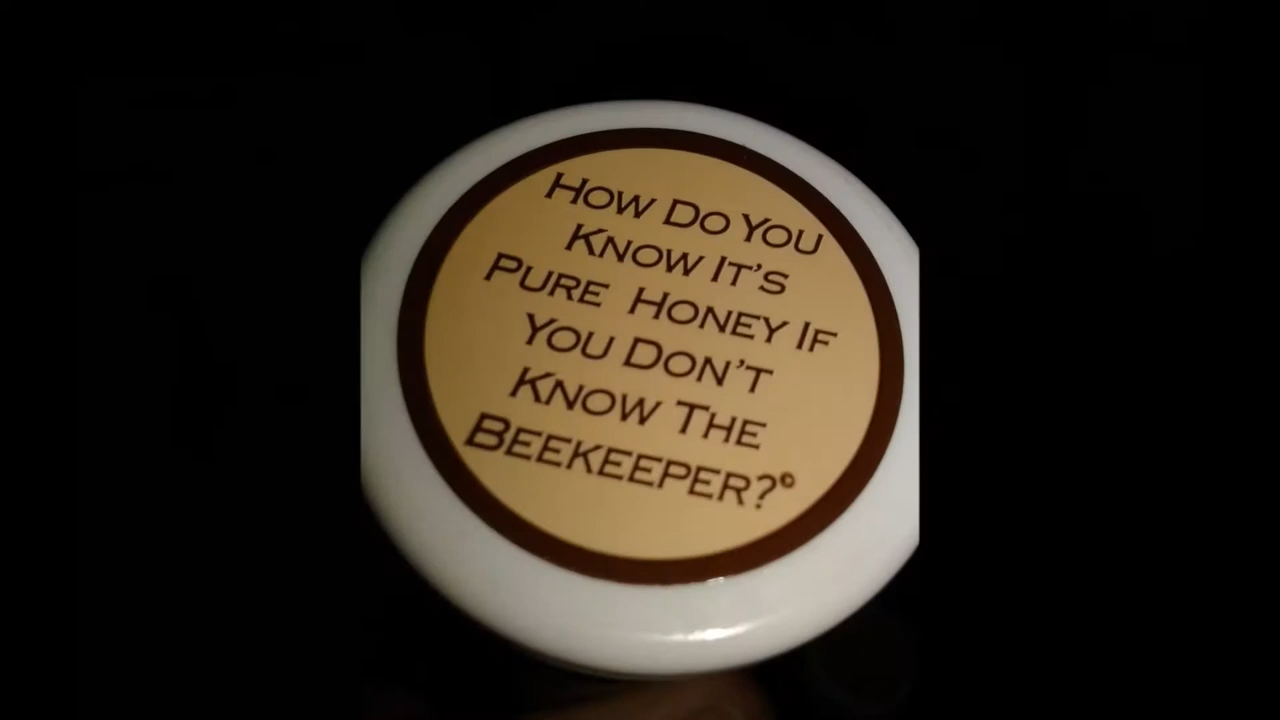 How Do You
Know It's
Pure Honey If
You Don't
Know The
Beekeeper?©